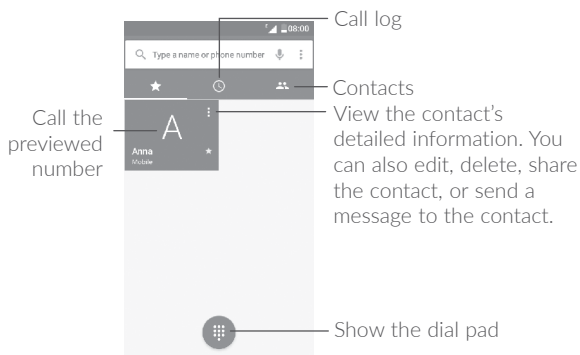 08:00
Call log
Type a name or phone number
Contacts
Call the
previewed
number
A
Anna
Mobile
View the contact's
detailed information. You
can also edit, delete, share
the contact, or send a
message to the contact.
Show the dial pad